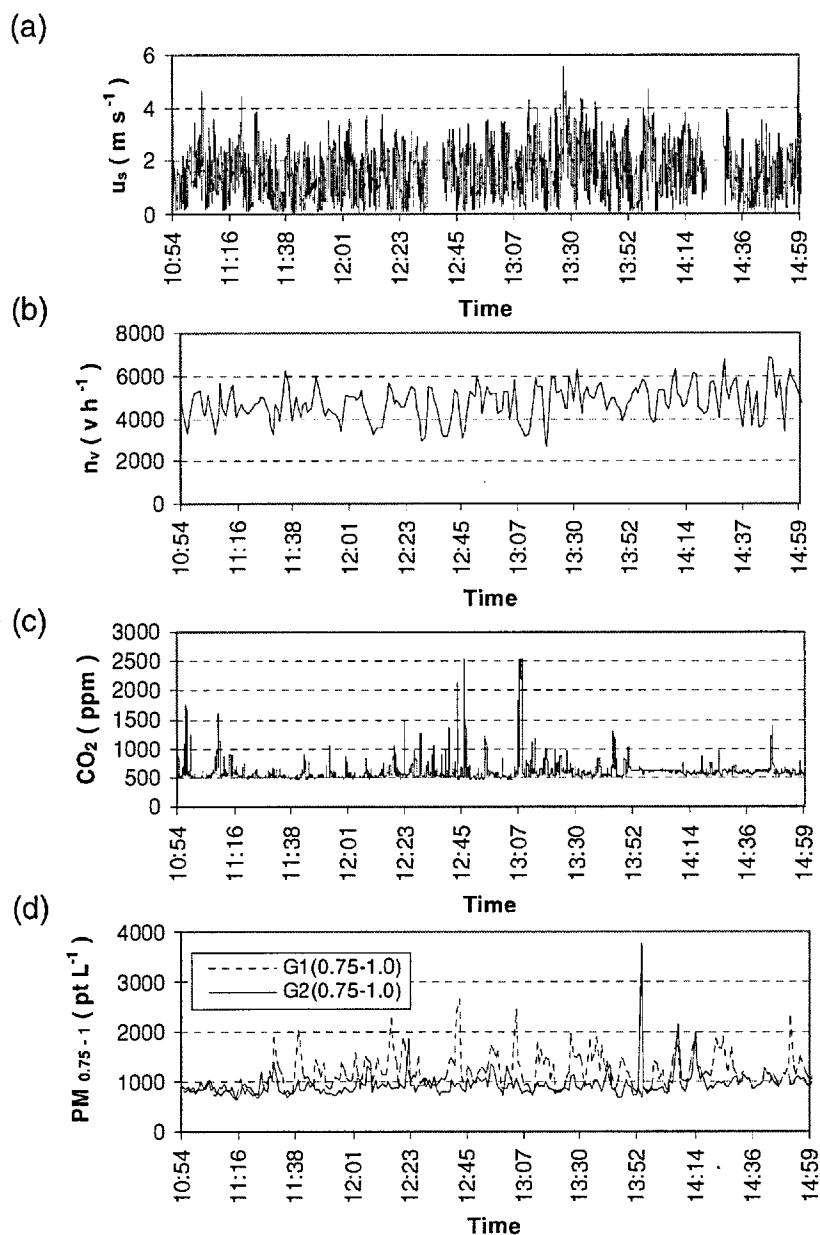 (a)
u_s ( m s^-1 )
6
4
2
0
10:54 11:16 11:38 12:01 12:23 12:45 13:07 13:30 13:52 14:14 14:36 14:59
Time
(b)
n_v ( v h^-1 )
8000
6000
4000
2000
0
10:54 11:16 11:38 12:01 12:23 12:45 13:07 13:30 13:52 14:14 14:37 14:59
Time
(c)
CO_2 ( ppm )
3000
2500
2000
1500
1000
500
0
10:54 11:16 11:38 12:01 12:23 12:45 13:07 13:30 13:52 14:14 14:36 14:59
Time
(d)
PM _0.75 - 1 ( pt L^-1 )
4000
3000
2000
1000
0
G1(0.75-1.0)
G2(0.75-1.0)
10:54 11:16 11:38 12:01 12:23 12:45 13:07 13:30 13:52 14:14 14:36 14:59
Time